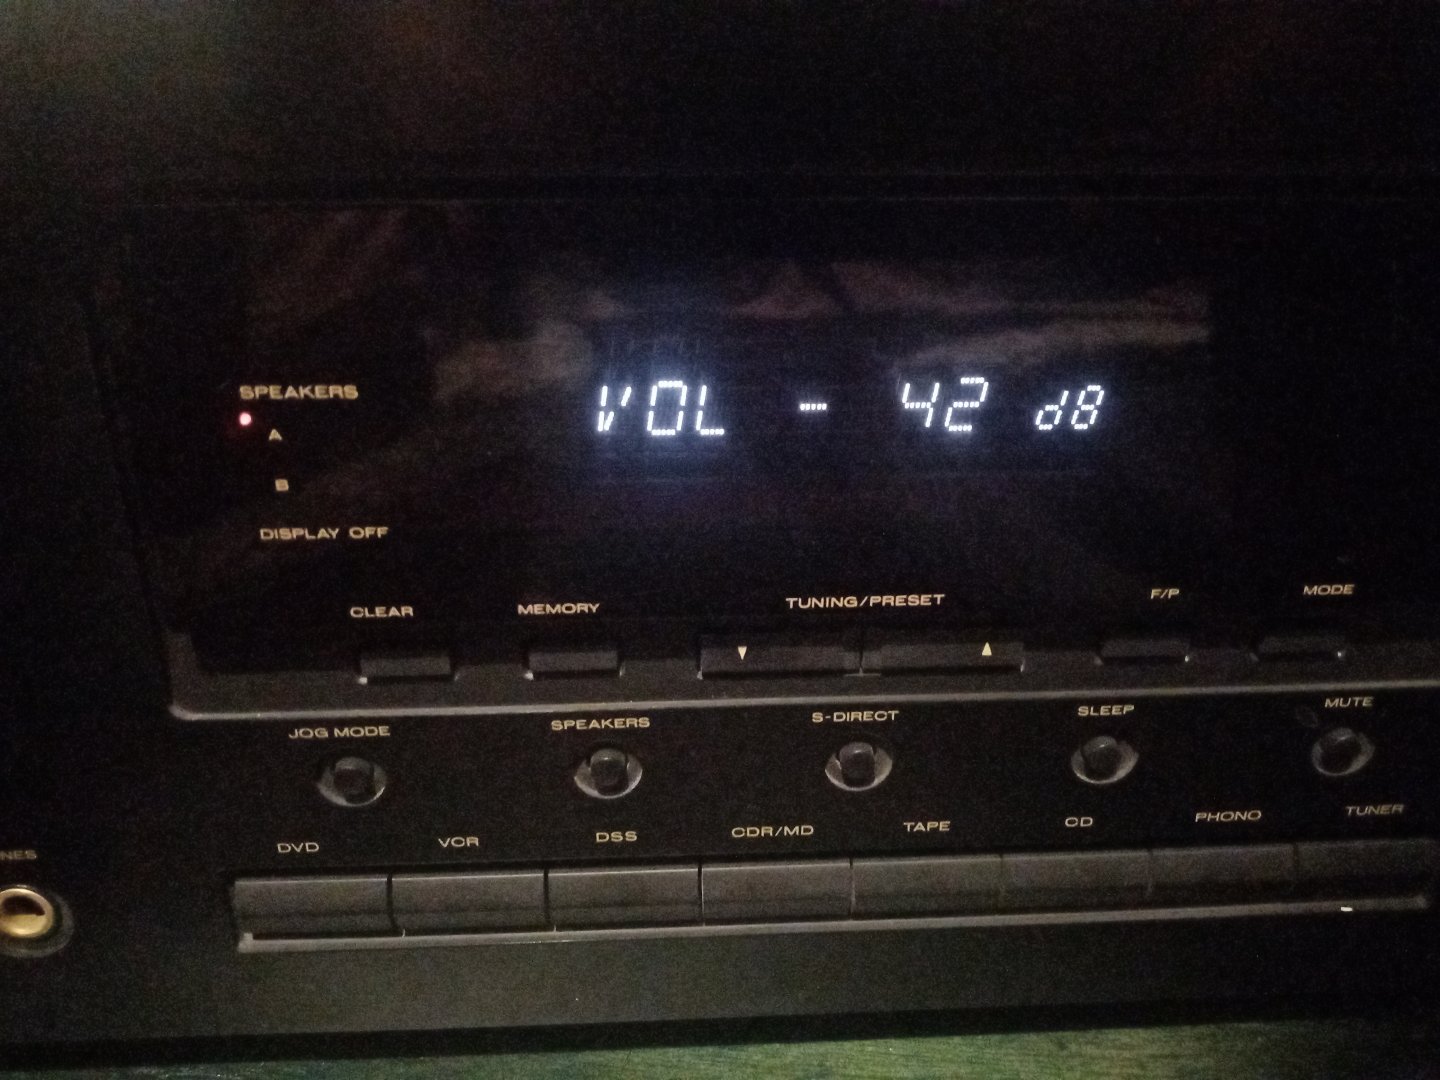 SPEAKERS
VOL - 42 dB
A
B
DISPLAY OFF
CLEAR MEMORY TUNING/PRESET F/P MODE
JOG MODE SPEAKERS S-DIRECT SLEEP MUTE
DVD VCR DSS CDR/MD TAPE CD PHONO TUNER